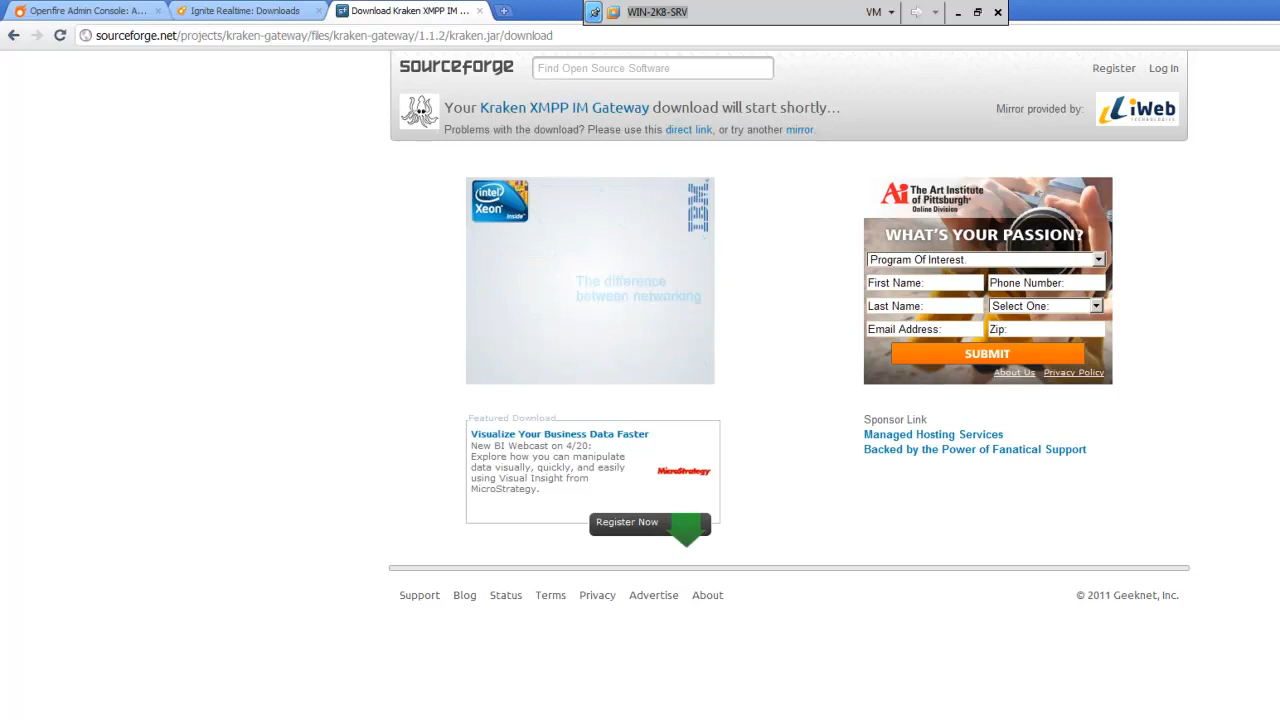 Openfire Admin Console: A...
Ignite Realtime: Downloads
Download Kraken XMPP IM ...
WIN-2K8-SRV
VM
sourceforge.net/projects/kraken-gateway/files/kraken-gateway/1.1.2/kraken.jar/download
sourceforge
Find Open Source Software
Register
Log In
Your Kraken XMPP IM Gateway download will start shortly...
Problems with the download? Please use this direct link, or try another mirror.
Mirror provided by:
iWeb
TECHNOLOGIES
intel
Xeon
inside
IBM
The difference
between networking
Ai The Art Institute
of Pittsburgh
Online Division
WHAT'S YOUR PASSION?
Program Of Interest.
First Name:
Phone Number:
Last Name:
Select One:
Email Address:
Zip:
SUBMIT
About Us
Privacy Policy
Featured Download
Visualize Your Business Data Faster
New BI Webcast on 4/20:
Explore how you can manipulate
data visually, quickly, and easily
using Visual Insight from
MicroStrategy.
MicroStrategy
Register Now
Sponsor Link
Managed Hosting Services
Backed by the Power of Fanatical Support
Support
Blog
Status
Terms
Privacy
Advertise
About
© 2011 Geeknet, Inc.